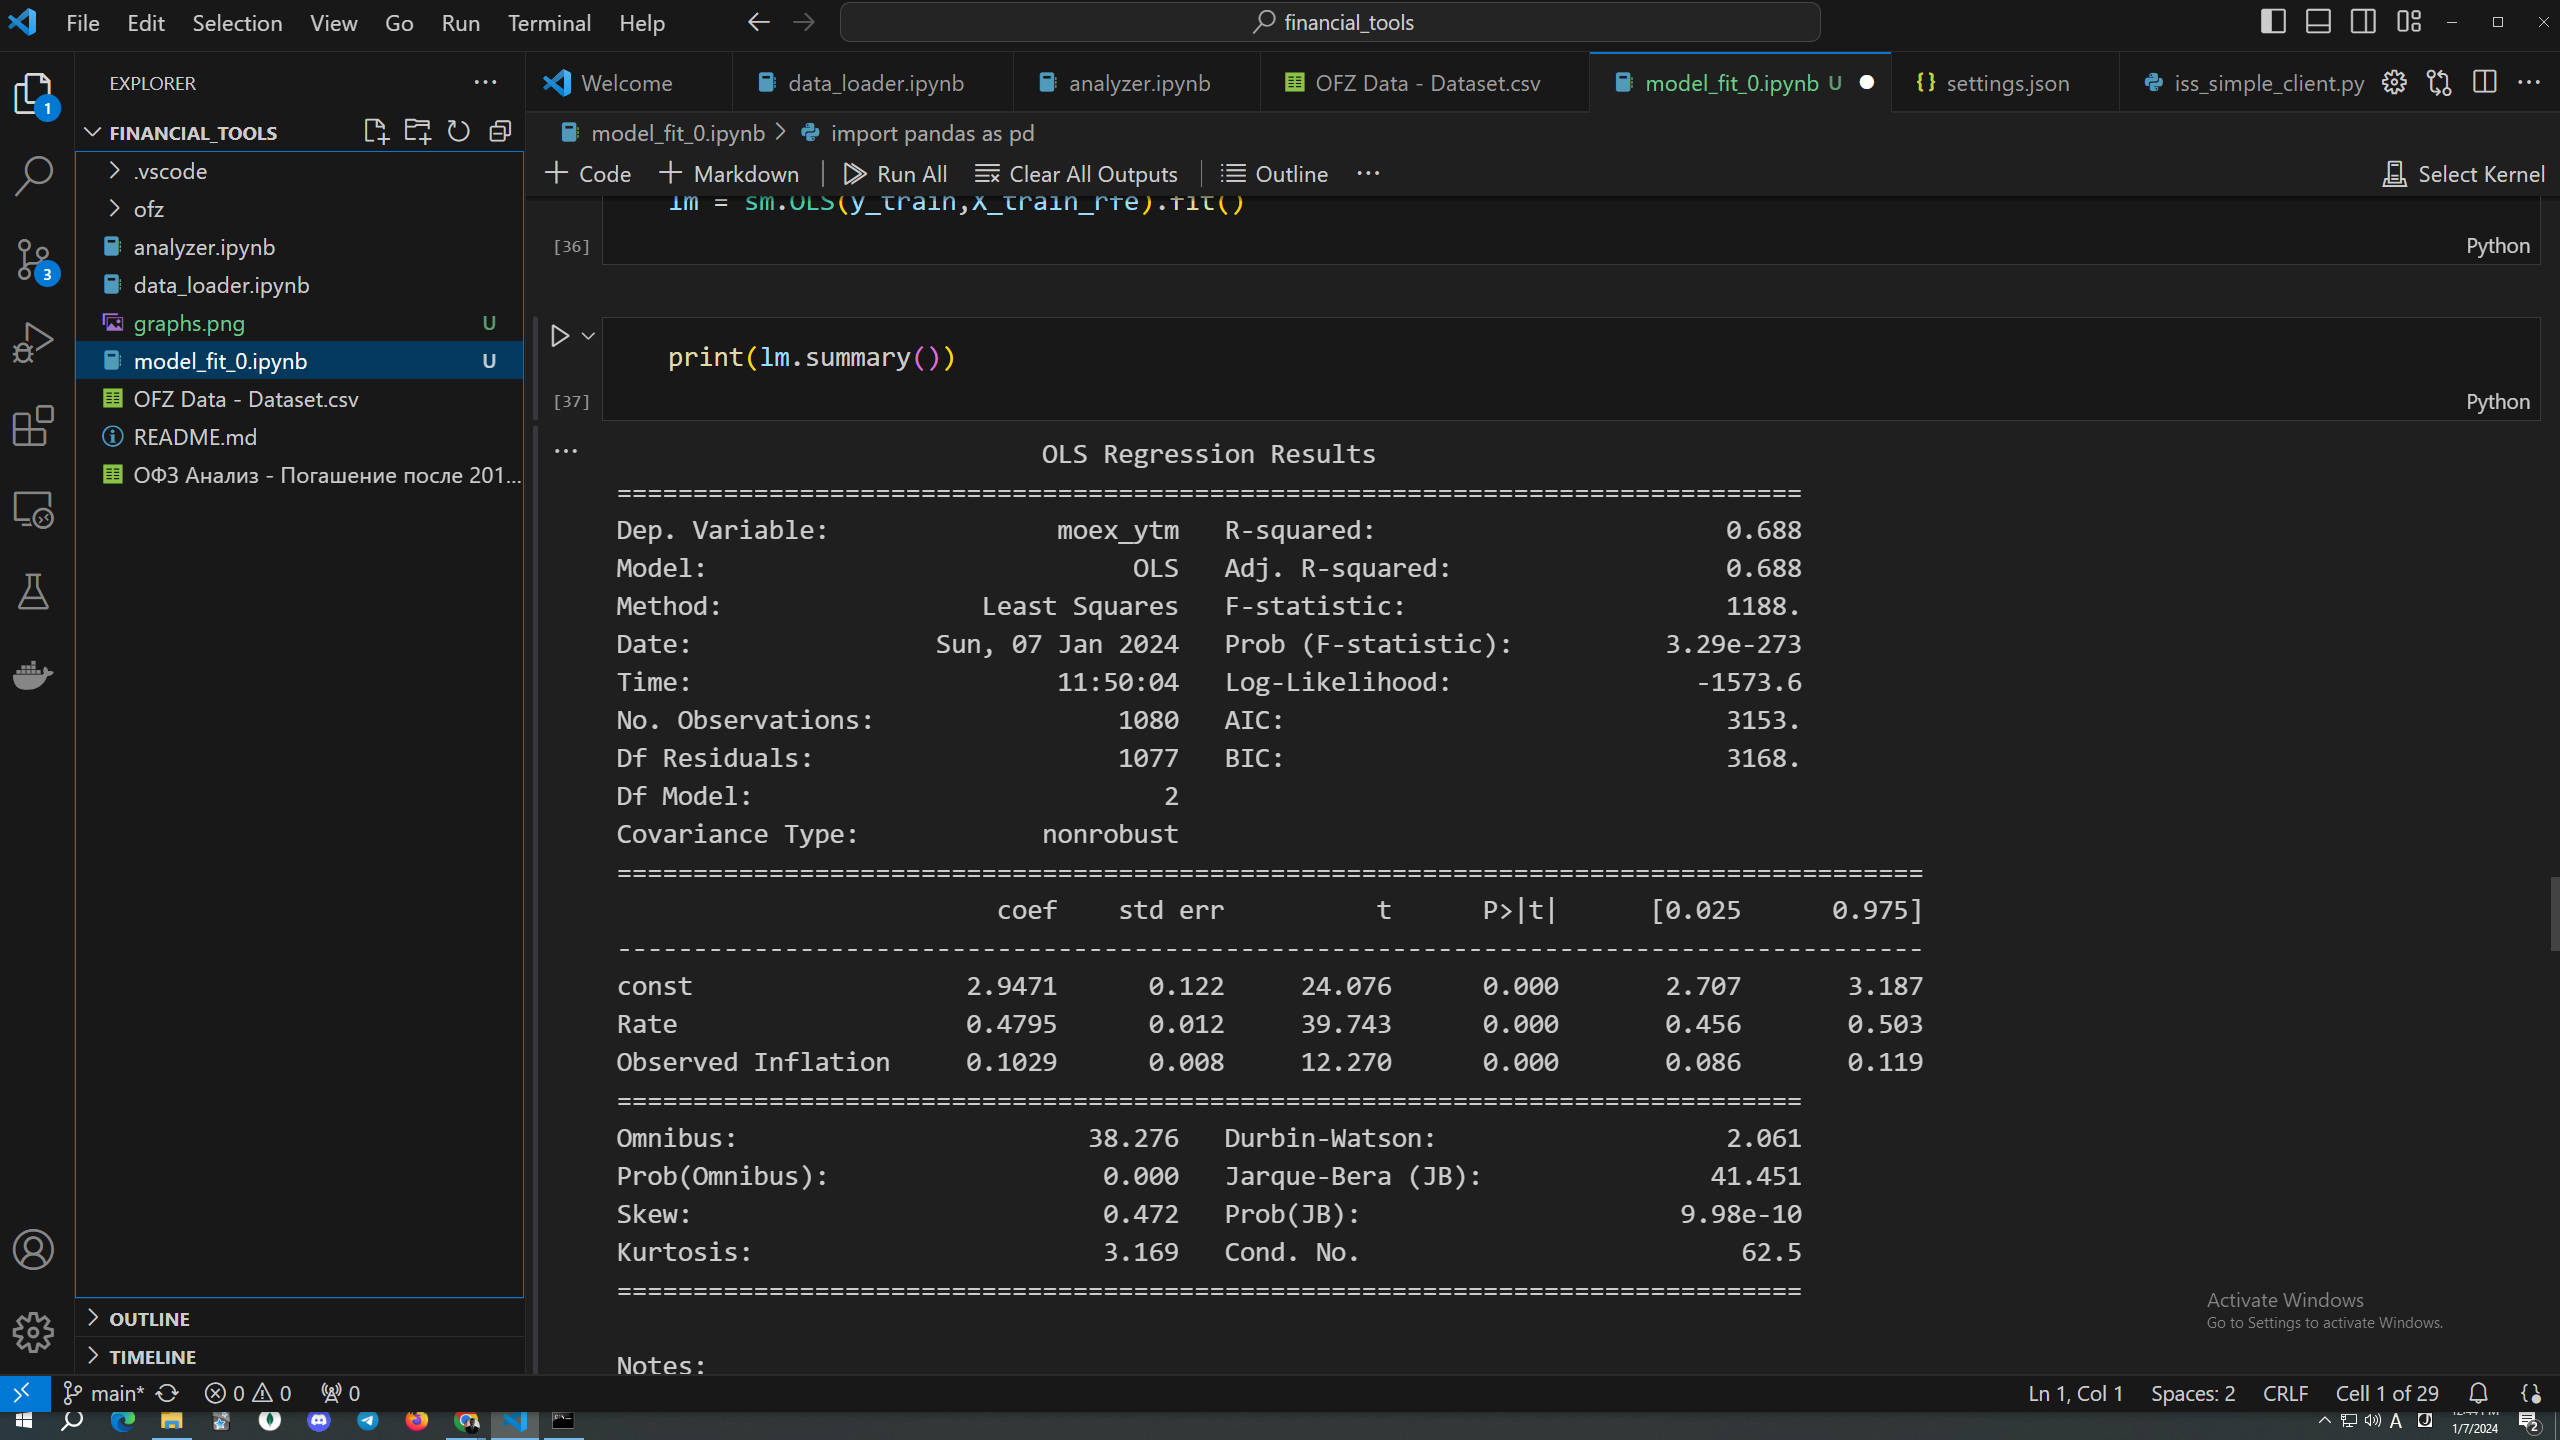 File Edit Selection View Go Run Terminal Help
financial_tools
EXPLORER
Welcome
data_loader.ipynb
analyzer.ipynb
OFZ Data - Dataset.csv
model_fit_0.ipynb U
settings.json
iss_simple_client.py
FINANCIAL_TOOLS
.vscode
ofz
analyzer.ipynb
data_loader.ipynb
graphs.png U
model_fit_0.ipynb U
OFZ Data - Dataset.csv
README.md
ОФЗ Анализ - Погашение после 201...
OUTLINE
TIMELINE
1
3
model_fit_0.ipynb > import pandas as pd
+ Code + Markdown Run All Clear All Outputs Outline ...
Select Kernel
lm = sm.OLS(y_train,X_train_rfe).fit()
[36] Python
print(lm.summary())
[37] Python
OLS Regression Results
==============================================================================
Dep. Variable: moex_ytm R-squared: 0.688
Model: OLS Adj. R-squared: 0.688
Method: Least Squares F-statistic: 1188.
Date: Sun, 07 Jan 2024 Prob (F-statistic): 3.29e-273
Time: 11:50:04 Log-Likelihood: -1573.6
No. Observations: 1080 AIC: 3153.
Df Residuals: 1077 BIC: 3168.
Df Model: 2
Covariance Type: nonrobust
======================================================================================
coef std err t P>|t| [0.025 0.975]
--------------------------------------------------------------------------------------
const 2.9471 0.122 24.076 0.000 2.707 3.187
Rate 0.4795 0.012 39.743 0.000 0.456 0.503
Observed Inflation 0.1029 0.008 12.270 0.000 0.086 0.119
==============================================================================
Omnibus: 38.276 Durbin-Watson: 2.061
Prob(Omnibus): 0.000 Jarque-Bera (JB): 41.451
Skew: 0.472 Prob(JB): 9.98e-10
Kurtosis: 3.169 Cond. No. 62.5
==============================================================================
Notes:
Activate Windows
Go to Settings to activate Windows.
main* 0 0 0
Ln 1, Col 1 Spaces: 2 CRLF Cell 1 of 29
A
1/7/2024
2